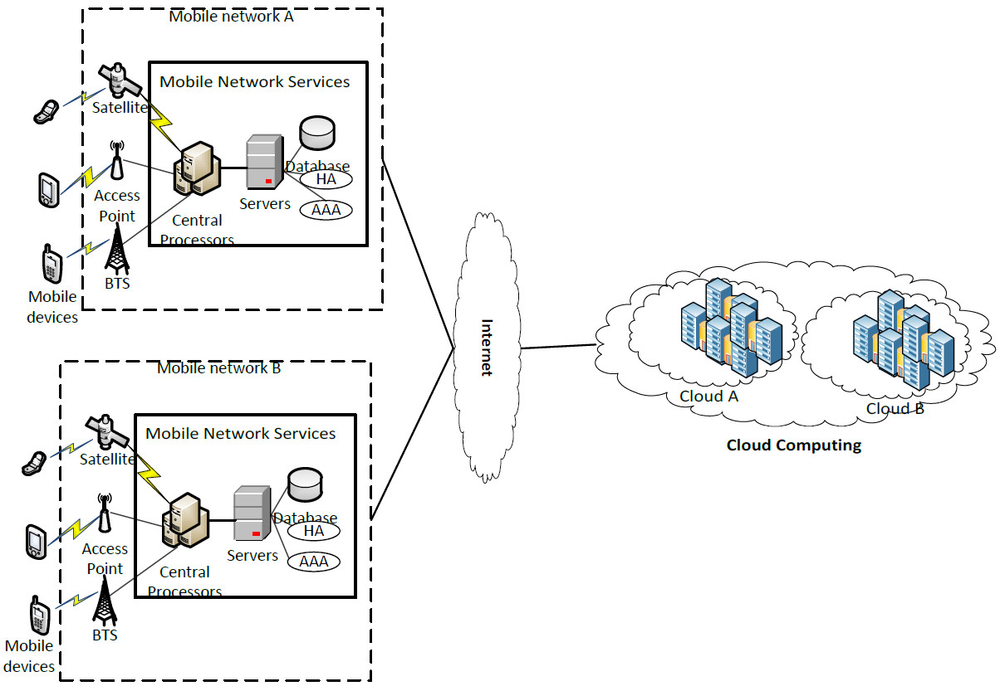 Mobile network A
Mobile Network Services
Satellite
Database
HA
Access
Point
Servers
AAA
Central
Processors
BTS
Mobile
devices
Internet
Mobile network B
Mobile Network Services
Satellite
Database
HA
Access
Point
Servers
AAA
Central
Processors
BTS
Mobile
devices
Cloud A
Cloud B
Cloud Computing